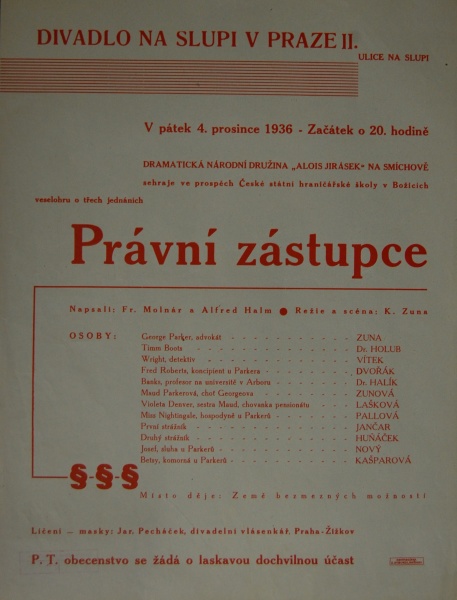 DIVADLO NA SLUPI V PRAZE II.
ULICE NA SLUPI
V pátek 4. prosince 1936 - Začátek o 20. hodině
DRAMATICKÁ NÁRODNÍ DRUŽINA „ALOIS JIRÁSEK" NA SMÍCHOVĚ
sehraje ve prospěch České státní hraničářské školy v Božicích
veselohru o třech jednáních
Právní zástupce
Napsali: Fr. Molnár a Alfred Halm ● Režie a scéna: K. Zuna
OSOBY:
George Parker, advokát - - - - - - - - - - - - ZUNA
Timm Boots - - - - - - - - - - - - Dr. HOLUB
Wright, detektiv - - - - - - - - - - - - VÍTEK
Fred Roberts, koncipient u Parkera - - - - - - - - - DVOŘÁK
Banks, profesor na universitě v Arboru - - - - - - - - Dr. HALÍK
Maud Parkerová, chof Georgeova - - - - - - - - - ZUNOVÁ
Violeta Denver, sestra Maud, chovanka pensionátu - - - - - LAŠKOVÁ
Miss Nightingale, hospodyně u Parkerů - - - - - - - - PALLOVÁ
První strážník - - - - - - - - - - - - JANČAR
Druhý strážník - - - - - - - - - - - - HUŇÁČEK
Josef, sluha u Parkerů - - - - - - - - - - - NOVÝ
Betsy, komorná u Parkerů - - - - - - - - - - KAŠPAROVÁ
§-§-§
Místo děje: Země bezmezných možností
Líčení - masky: Jar. Pecháček, divadelní vlásenkář, Praha-Žižkov
P. T. obecenstvo se žádá o laskavou dochvilnou účast